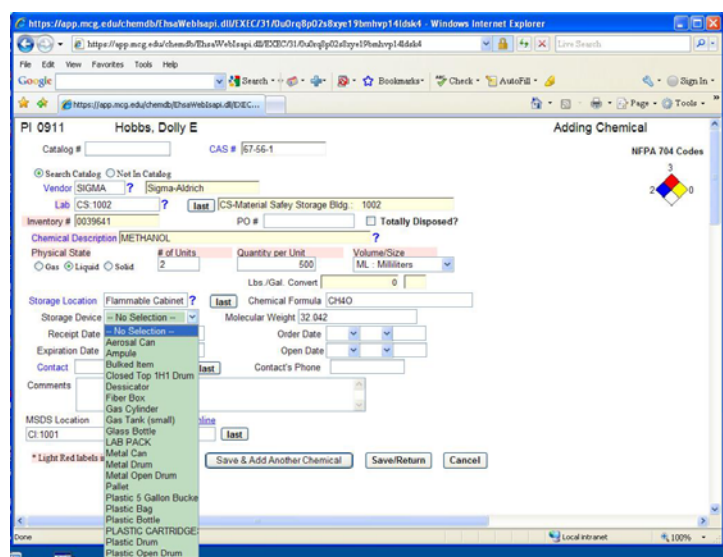 https://app.mcg.edu/chemdb/EhsaWebIsapi.dll/EXEC/31/0u0rq8p02s8xye19bmhvp14ldsk4 - Windows Internet Explorer
https://app.mcg.edu/chemdb/EhsaWebIsapi.dll/EXEC/31/0u0rq8p02s8xye19bmhvp14ldsk4 Live Search
File Edit View Favorites Tools Help
Google Search Bookmarks Check AutoFill Sign In
https://app.mcg.edu/chemdb/EhsaWebIsapi.dll/EXEC... Page Tools
PI 0911 Hobbs, Dolly E Adding Chemical
Catalog # CAS # 67-56-1 NFPA 704 Codes
3
Search Catalog Not In Catalog
2 0
Vendor SIGMA ? Sigma-Aldrich
Lab CS:1002 ? last CS-Material Safey Storage Bldg.: 1002
Inventory # 0039641 PO # Totally Disposed?
Chemical Description METHANOL ?
Physical State # of Units Quantity per Unit Volume/Size
Gas Liquid Solid 2 500 ML : Milliliters
Lbs./Gal. Convert 0
Storage Location Flammable Cabinet ? last Chemical Formula CH4O
Storage Device -- No Selection -- Molecular Weight 32.042
Receipt Date Order Date
Expiration Date Open Date
Contact last Contact's Phone
Comments
MSDS Location nline
CI:1001 last
* Light Red labels Save & Add Another Chemical Save/Return Cancel
-- No Selection --
Aerosal Can
Ampule
Bulked Item
Closed Top 1H1 Drum
Dessicator
Fiber Box
Gas Cylinder
Gas Tank (small)
Glass Bottle
LAB PACK
Metal Can
Metal Drum
Metal Open Drum
Pallet
Plastic 5 Gallon Bucke
Plastic Bag
Plastic Bottle
PLASTIC CARTRIDGE
Plastic Drum
Plastic Open Drum
Done Local intranet 100%